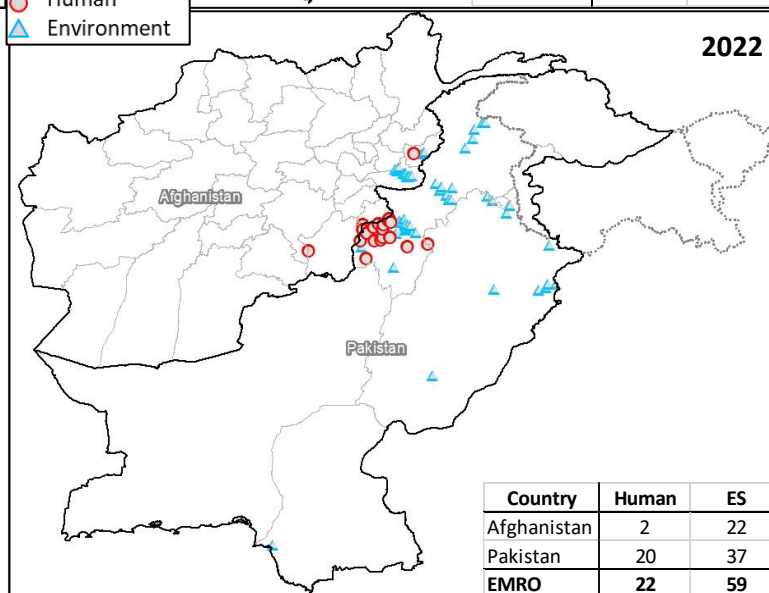 Human
Environment
2022
Afghanistan
Pakistan
Country Human ES
Afghanistan 2 22
Pakistan 20 37
EMRO 22 59